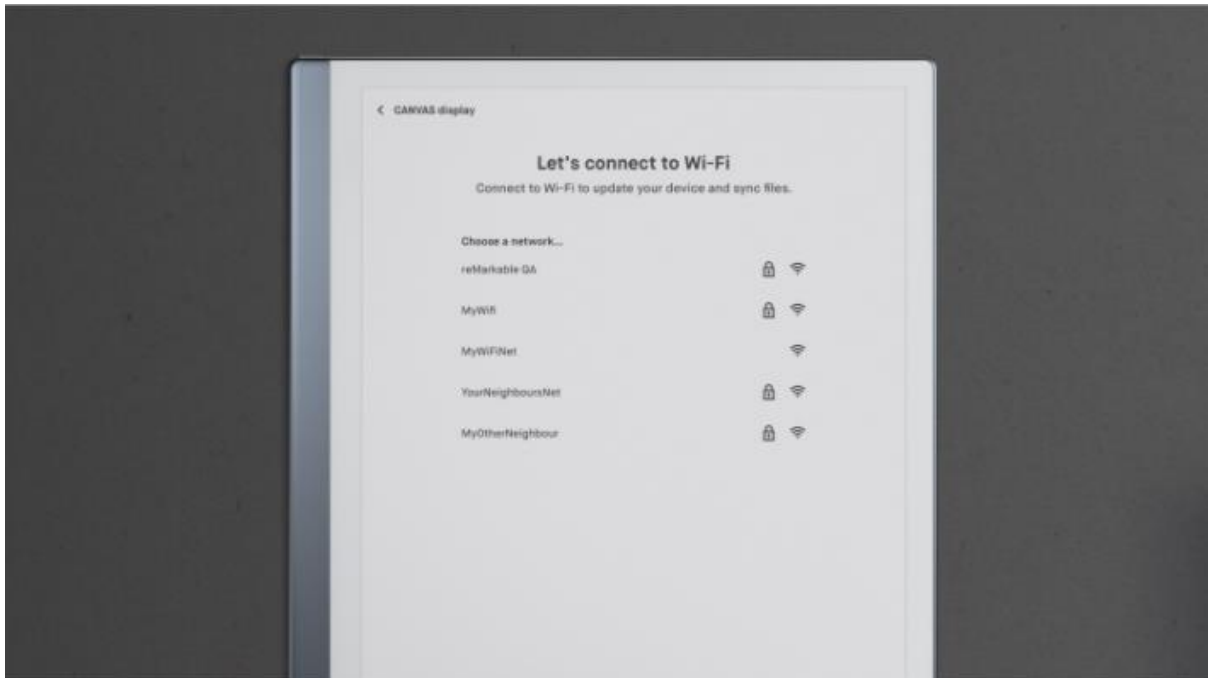 CANVAS display
Let's connect to Wi-Fi
Connect to Wi-Fi to update your device and sync files.
Choose a network...
reMarkable QA
MyWifi
MyWiFiNet
YourNeighboursNet
MyOtherNeighbour